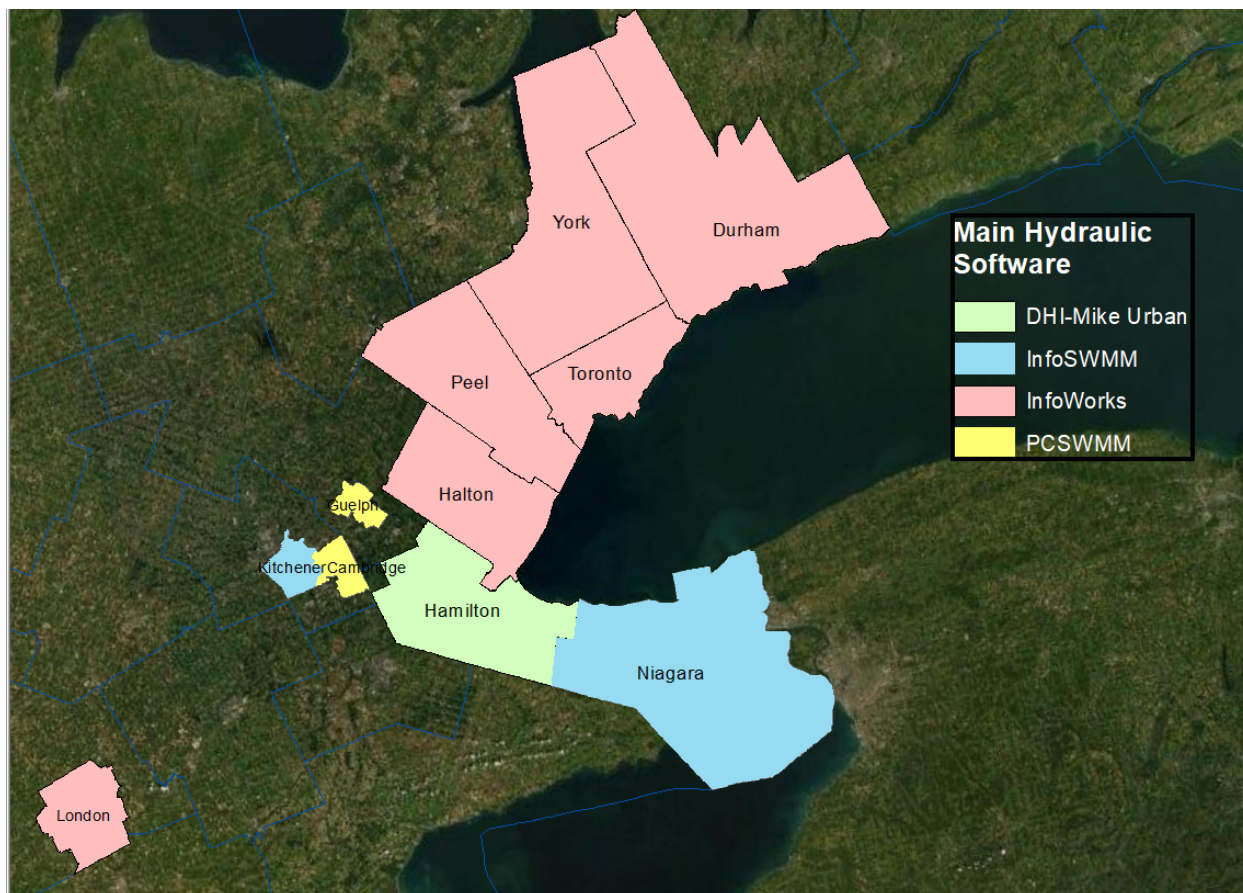 York
Durham
Main Hydraulic
Software
DHI-Mike Urban
InfoSWMM
InfoWorks
PCSWMM
Peel
Toronto
Halton
Guelph
KitchenerCambridge
Hamilton
Niagara
London